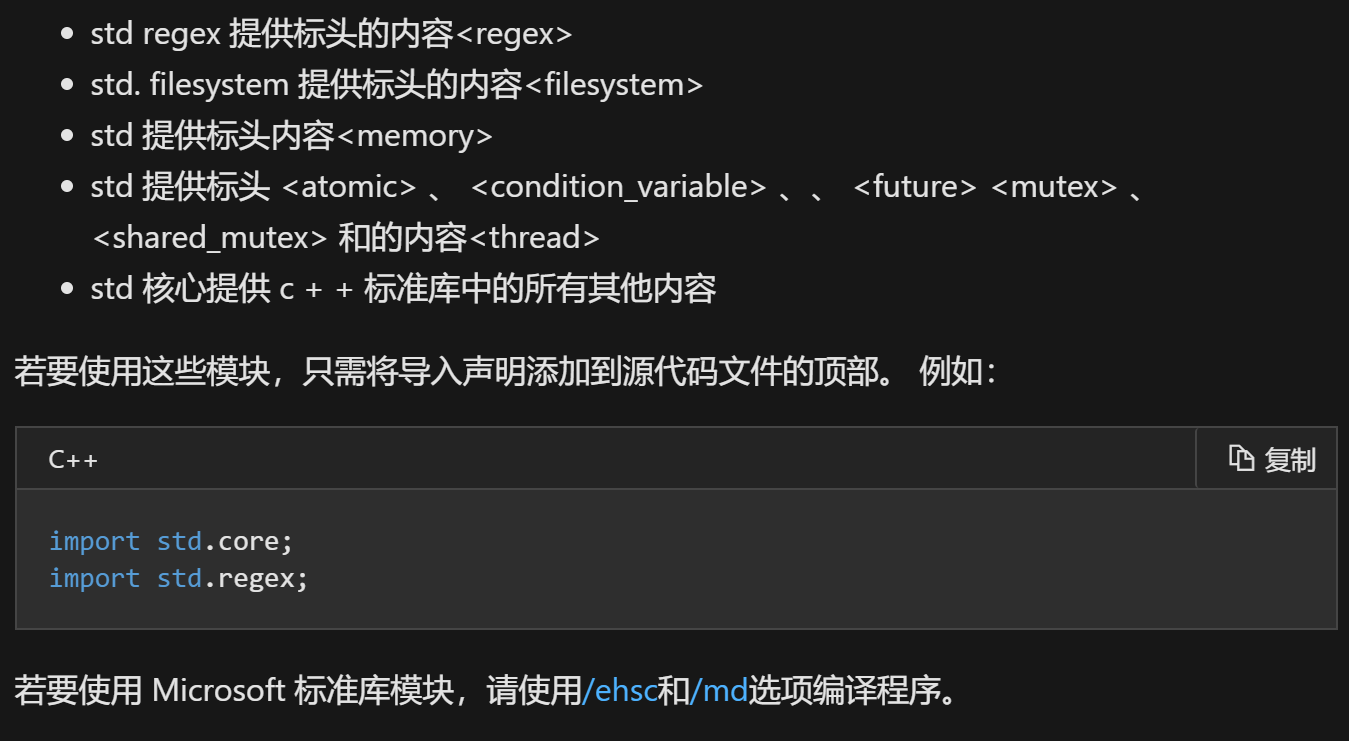 std regex 提供标头的内容<regex>
std. filesystem 提供标头的内容<filesystem>
std 提供标头内容<memory>
std 提供标头 <atomic> 、 <condition_variable> 、、 <future> <mutex> 、
<shared_mutex> 和的内容<thread>
std 核心提供 c + + 标准库中的所有其他内容
若要使用这些模块，只需将导入声明添加到源代码文件的顶部。 例如：
C++
复制
import std.core;
import std.regex;
若要使用 Microsoft 标准库模块，请使用/ehsc和/md选项编译程序。